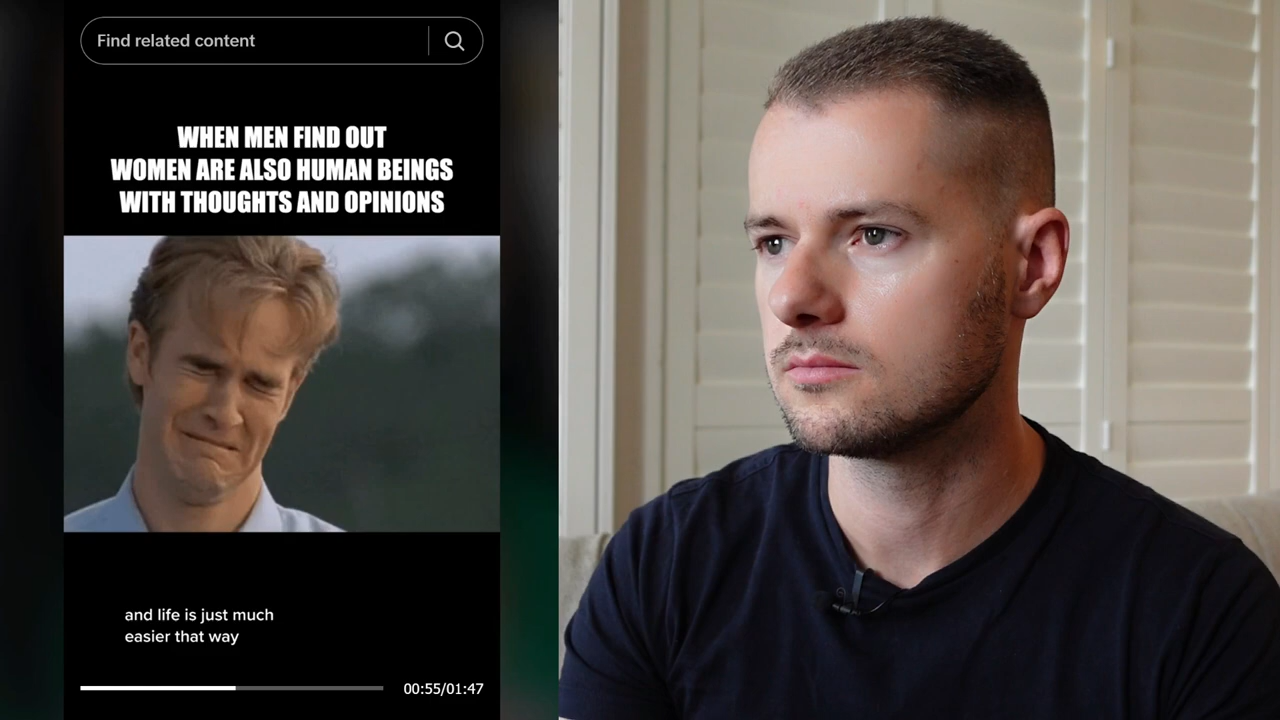 Find related content
WHEN MEN FIND OUT
WOMEN ARE ALSO HUMAN BEINGS
WITH THOUGHTS AND OPINIONS
and life is just much
easier that way
00:55/01:47